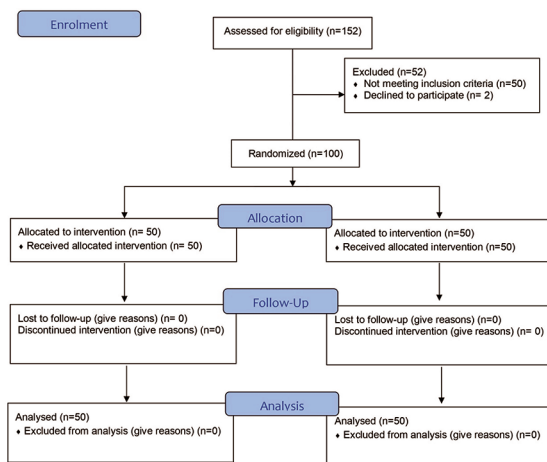 Enrolment
Assessed for eligibility (n=152)
Excluded (n=52)
♦ Not meeting inclusion criteria (n=50)
♦ Declined to participate (n= 2)
Randomized (n=100)
Allocation
Allocated to intervention (n= 50)
♦ Received allocated intervention (n= 50)
Allocated to intervention (n=50)
♦ Received allocated intervention (n=50)
Follow-Up
Lost to follow-up (give reasons) (n= 0)
Discontinued intervention (give reasons) (n=0)
Lost to follow-up (give reasons) (n=0)
Discontinued intervention (give reasons) (n= 0)
Analysis
Analysed (n=50)
♦ Excluded from analysis (give reasons) (n=0)
Analysed (n=50)
♦ Excluded from analysis (give reasons) (n=0)